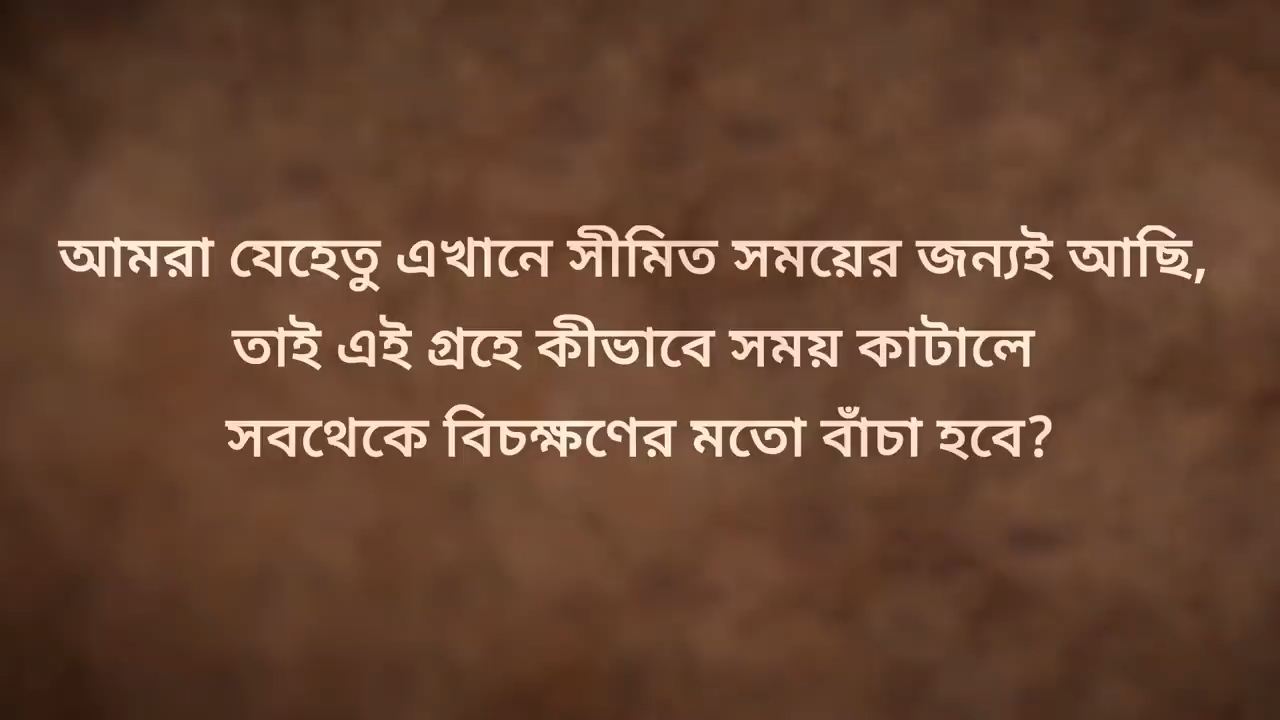 আমরা যেহেতু এখানে সীমিত সময়ের জন্যই আছি,
তাই এই গ্রহে কীভাবে সময় কাটালে
সবথেকে বিচক্ষণের মতো বাঁচা হবে?